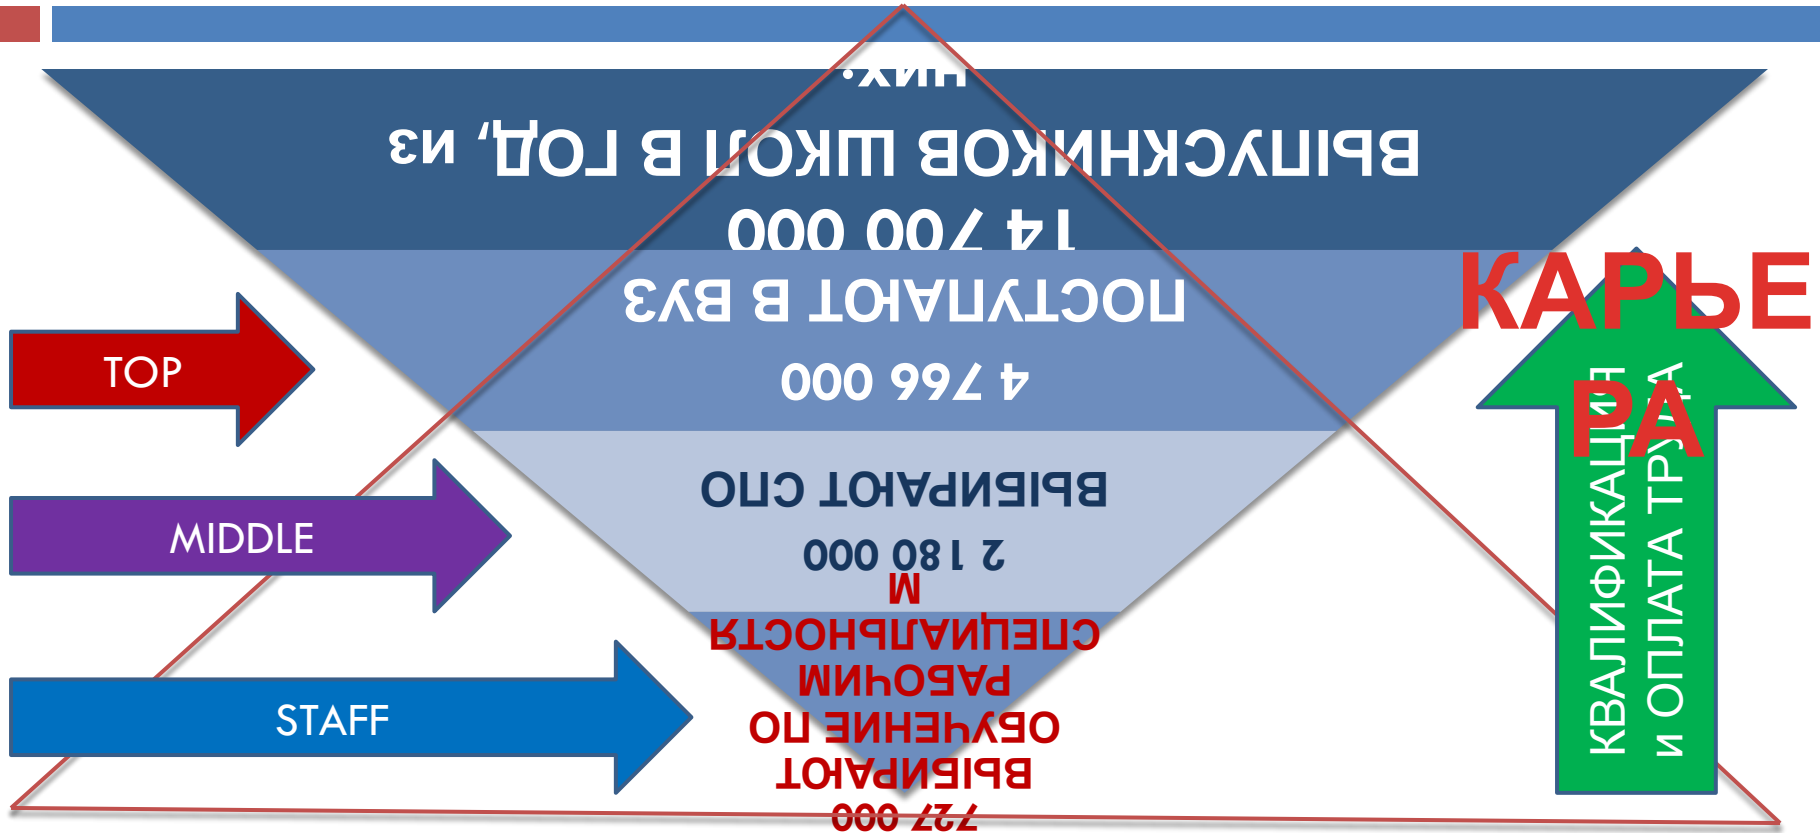 14 700 000
ВЫПУСКНИКОВ ШКОЛ В ГОД, из
них:
4 766 000
ПОСТУПАЮТ В ВУЗ
2 180 000
ВЫБИРАЮТ СПО
727 000
ВЫБИРАЮТ
ОБУЧЕНИЕ ПО
РАБОЧИМ
СПЕЦИАЛЬНОСТЯ
М
TOP
MIDDLE
STAFF
КАРЬЕ
РА
КВАЛИФИКАЦИЯ
и ОПЛАТА ТРУДА